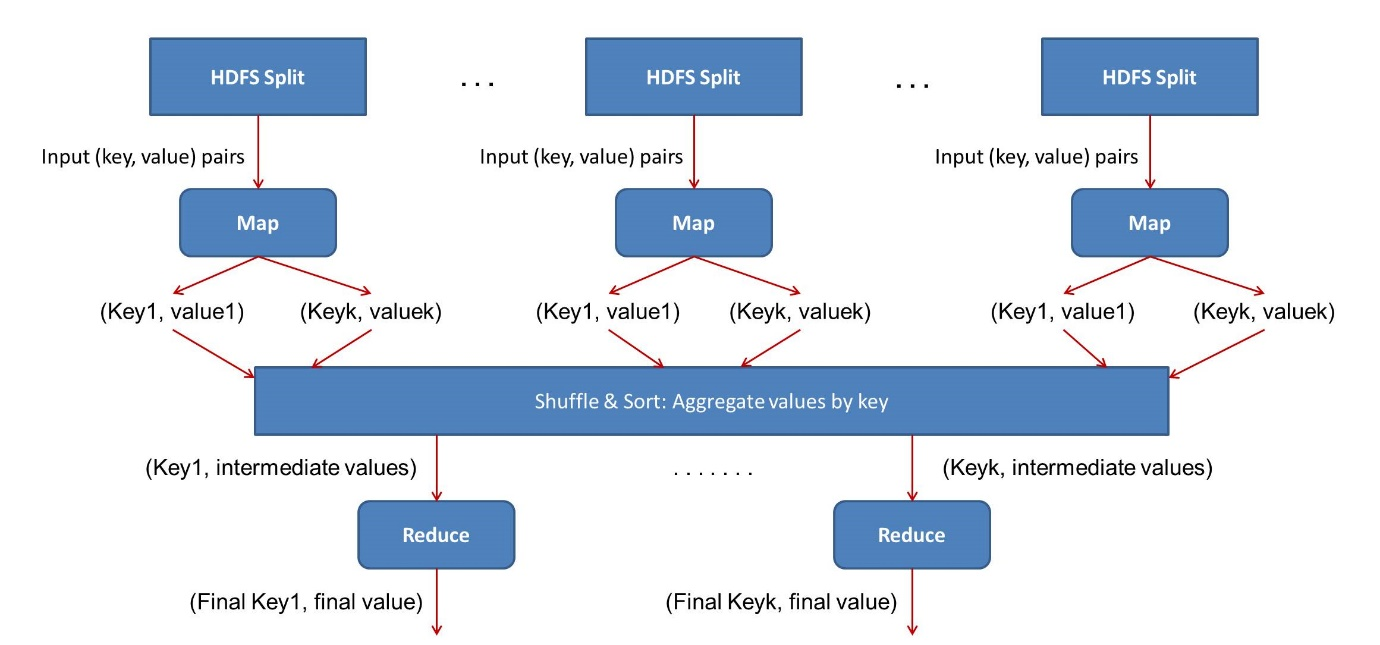 HDFS Split
. . .
HDFS Split
. . .
HDFS Split
Input (key, value) pairs
Input (key, value) pairs
Input (key, value) pairs
Map
Map
Map
(Key1, value1)
(Keyk, valuek)
(Key1, value1)
(Keyk, valuek)
(Key1, value1)
(Keyk, valuek)
Shuffle & Sort: Aggregate values by key
(Key1, intermediate values)
. . . . . . .
(Keyk, intermediate values)
Reduce
Reduce
(Final Key1, final value)
(Final Keyk, final value)